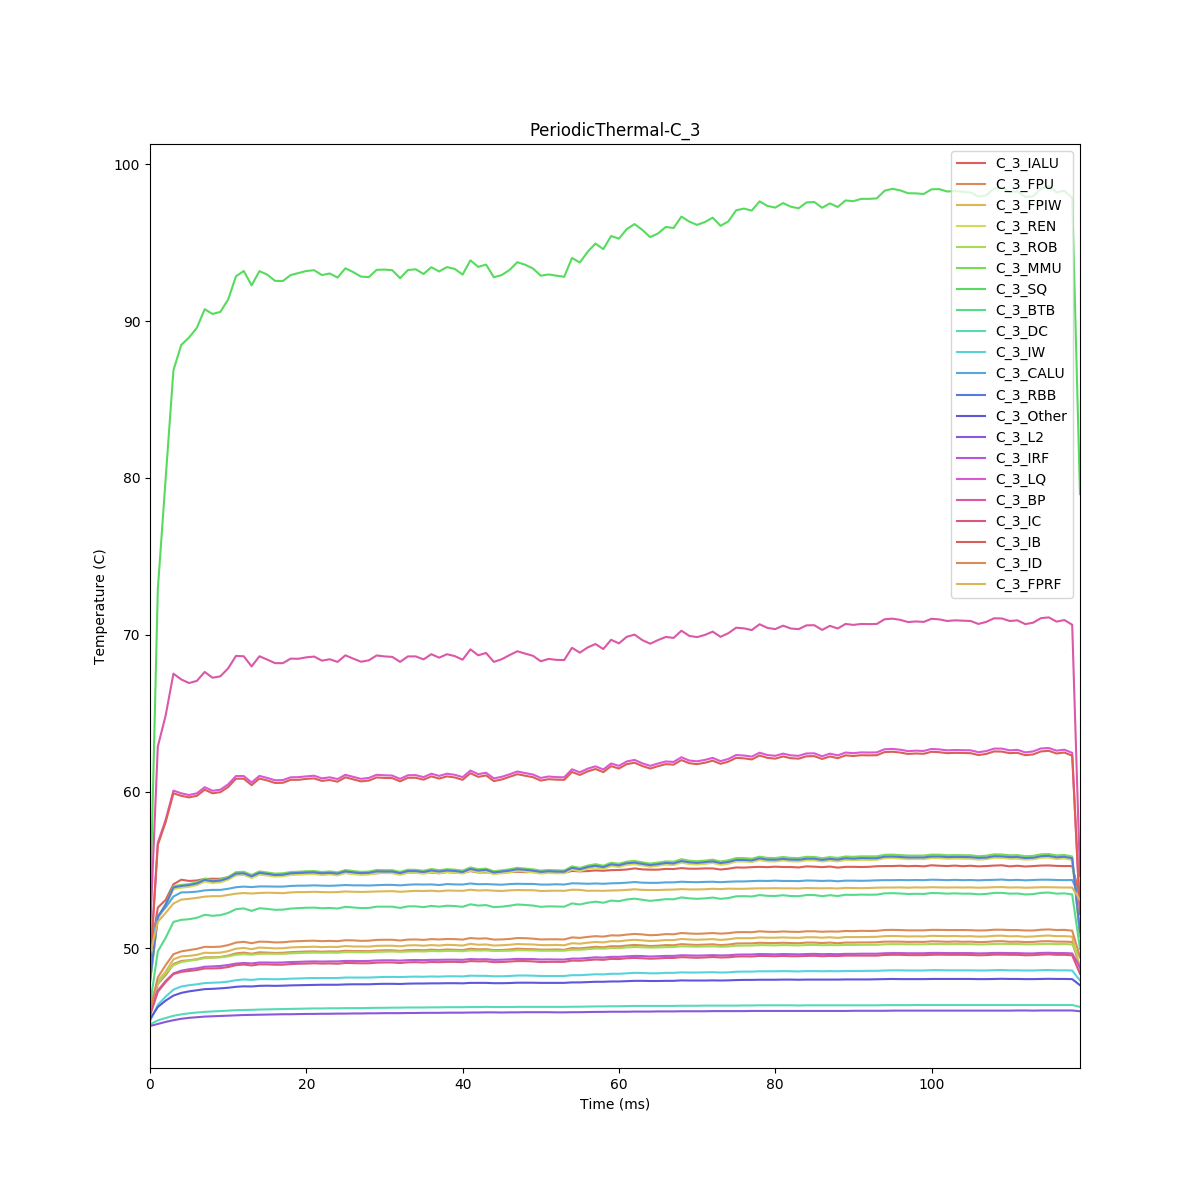 PeriodicThermal-C_3
100
90
80
70
60
50
Temperature (C)
C_3_IALU
C_3_FPU
C_3_FPIW
C_3_REN
C_3_ROB
C_3_MMU
C_3_SQ
C_3_BTB
C_3_DC
C_3_IW
C_3_CALU
C_3_RBB
C_3_Other
C_3_L2
C_3_IRF
C_3_LQ
C_3_BP
C_3_IC
C_3_IB
C_3_ID
C_3_FPRF
0 20 40 60 80 100
Time (ms)